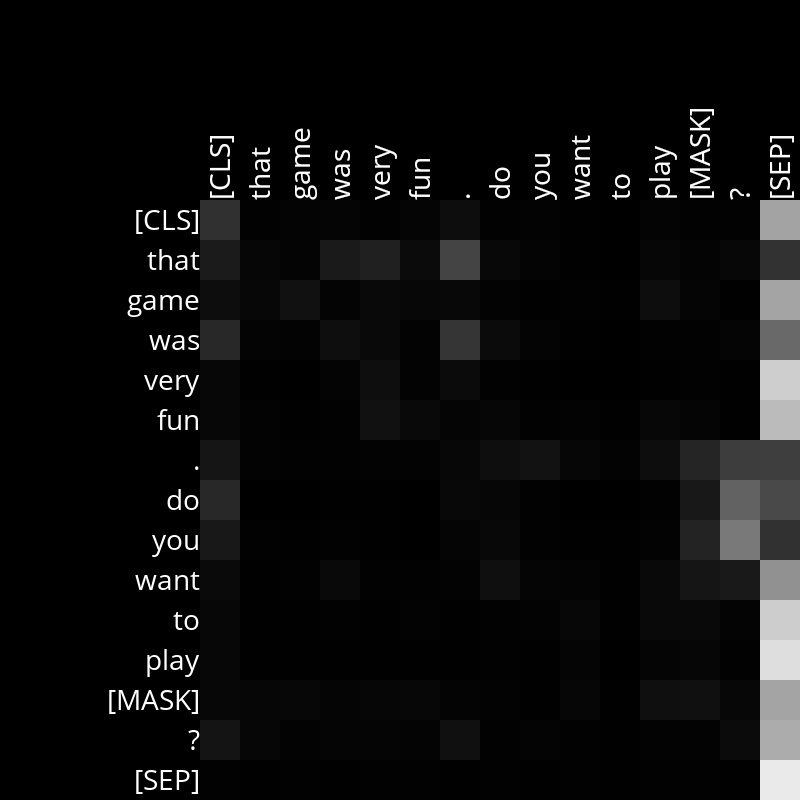 [CLS] that game was very fun . do you want to play [MASK] ? [SEP]
[CLS]
that
game
was
very
fun
.
do
you
want
to
play
[MASK]
?
[SEP]